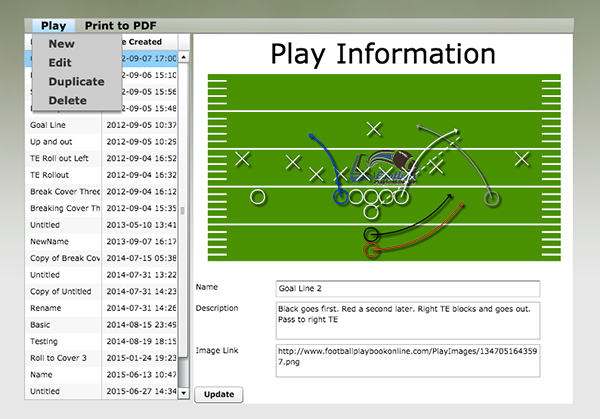 Play Print to PDF
New
Edit
Duplicate
Delete
e Created
2-09-07 17:00
2-09-06 15:10
2-09-05 15:56
2-09-05 15:48
Goal Line 2012-09-05 10:37
Up and out 2012-09-05 10:29
TE Roll out Left 2012-09-04 16:52
TE Rollout 2012-09-04 16:32
Break Cover Three 2012-09-04 16:12
Breaking Cover Th 2012-09-04 15:35
Untitled 2013-05-10 13:41
NewName 2013-09-07 16:17
Copy of Break Cov 2014-07-15 05:38
Untitled 2014-07-31 13:22
Copy of Untitled 2014-07-31 14:23
Rename 2014-07-31 14:26
Basic 2014-08-15 23:49
Testing 2014-08-19 18:15
Roll to Cover 3 2015-01-24 19:23
Name 2015-06-13 10:47
Untitled 2015-06-27 14:34
Play Information
Name Goal Line 2
Description Black goes first. Red a second later. Right TE blocks and goes out.
Pass to right TE
Image Link http://www.footballplaybookonline.com/PlayImages/134705164359
7.png
Update